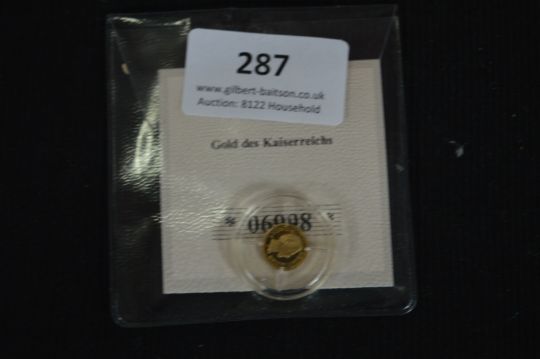 287
www.gilbert-baitson.co.uk
Auction: 8122 Household
Gold des Kaiserreichs
* 06998 *